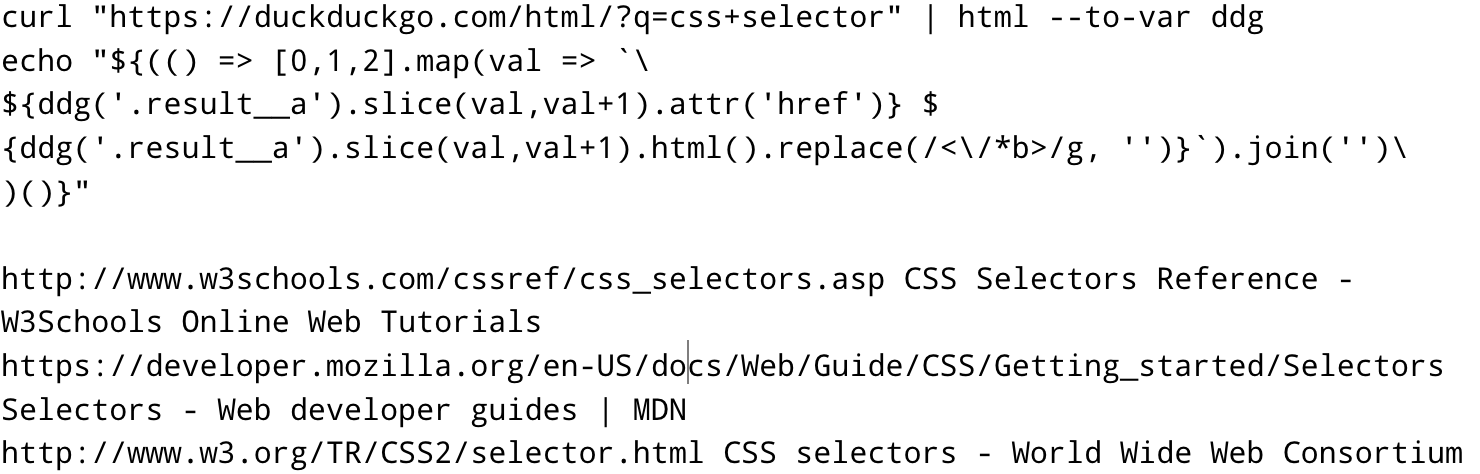 curl "https://duckduckgo.com/html/?q=css+selector" | html --to-var ddg
echo "${(() => [0,1,2].map(val => `\
${ddg('.result__a').slice(val,val+1).attr('href')} $
{ddg('.result__a').slice(val,val+1).html().replace(/<\/*b>/g, '')}`).join('')\
)()}"

http://www.w3schools.com/cssref/css_selectors.asp CSS Selectors Reference -
W3Schools Online Web Tutorials
https://developer.mozilla.org/en-US/docs/Web/Guide/CSS/Getting_started/Selectors
Selectors - Web developer guides | MDN
http://www.w3.org/TR/CSS2/selector.html CSS selectors - World Wide Web Consortium